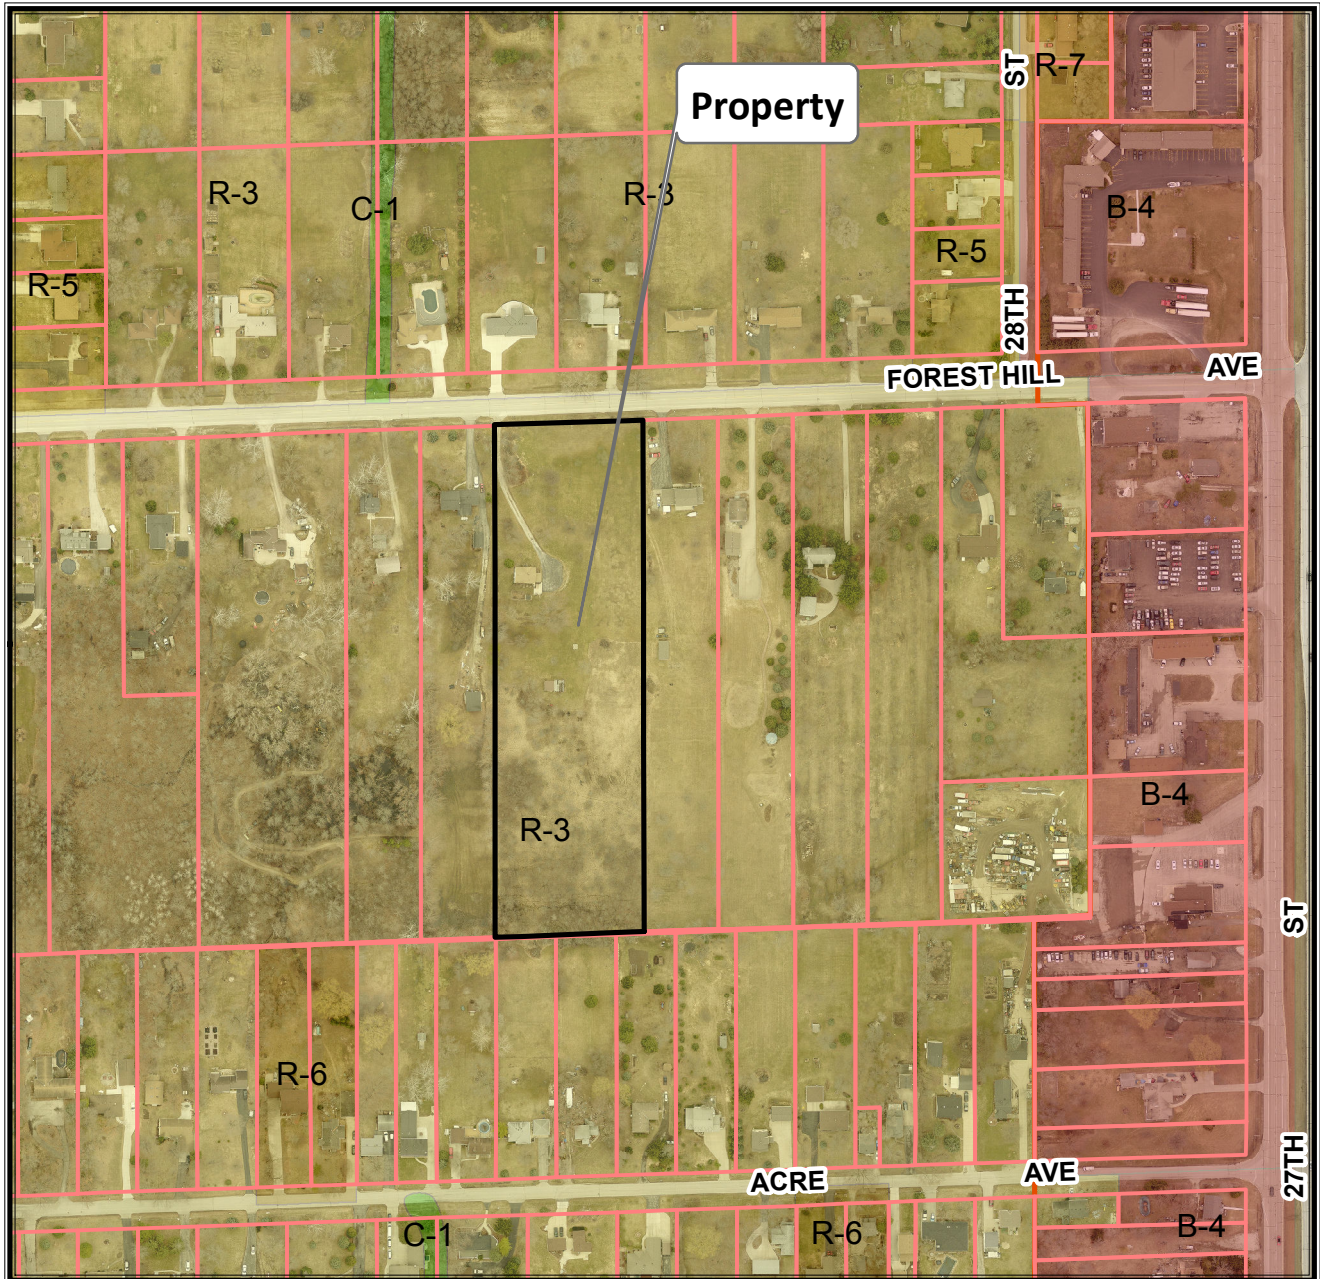 ST
R-7
Property
R-3
C-1
R-3
B-4
R-5
R-5
28TH
FOREST HILL
AVE
B-4
R-3
ST
R-6
ACRE
AVE
27TH
C-1
R-6
B-4